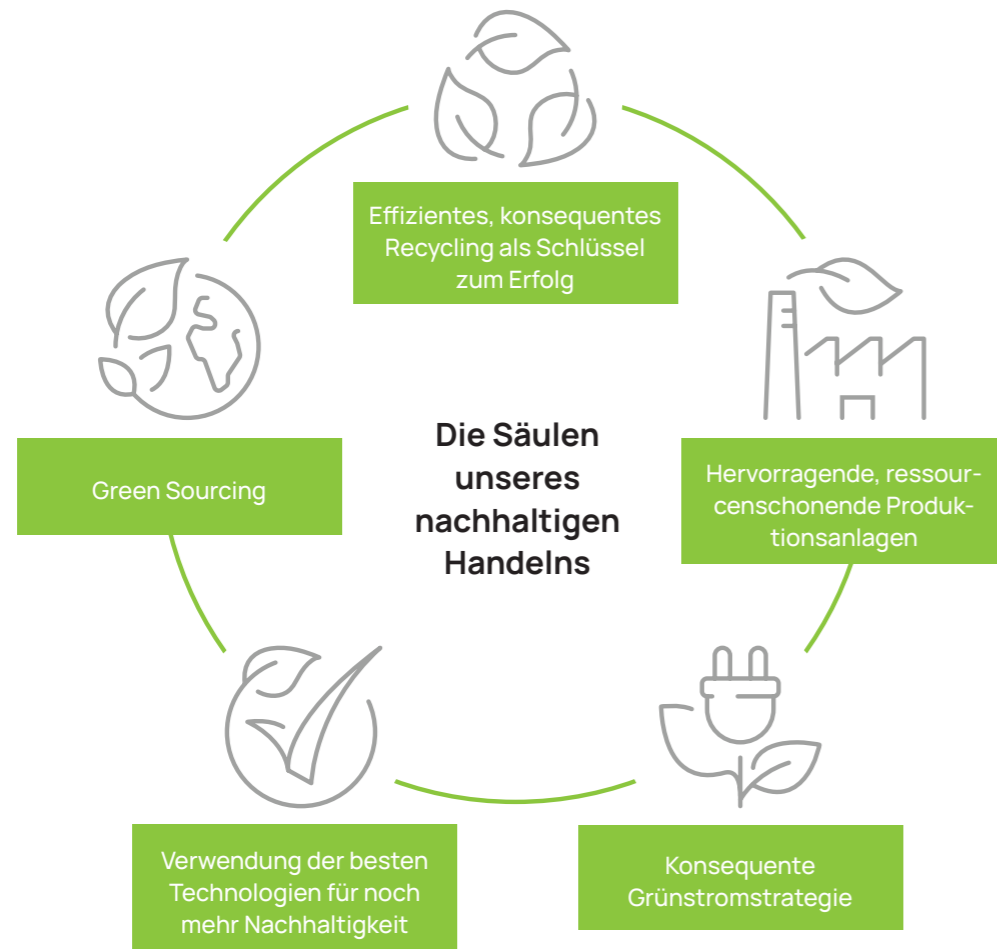 Effizientes, konsequentes
Recycling als Schlüssel
zum Erfolg
Die Säulen
unseres
nachhaltigen
Handelns
Green Sourcing
Hervorragende, ressour-
censchonende Produk-
tionsanlagen
Verwendung der besten
Technologien für noch
mehr Nachhaltigkeit
Konsequente
Grünstromstrategie